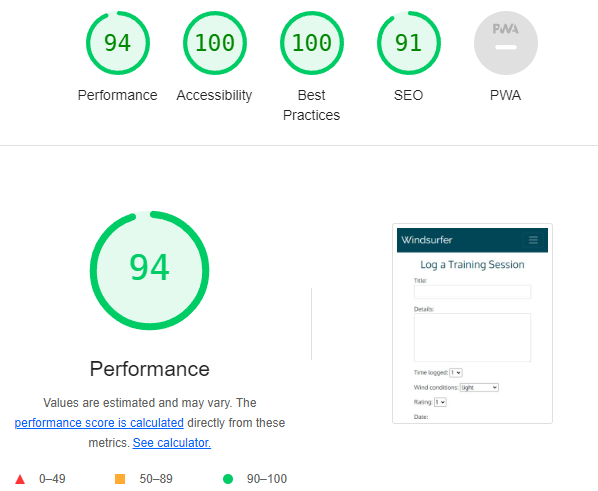 94 100 100 91 PWA
Performance Accessibility Best Practices SEO PWA
94
Performance
Values are estimated and may vary. The
performance score is calculated directly from these
metrics. See calculator.
0–49 50–89 90–100
Windsurfer
Log a Training Session
Title:
Details:
Time logged: 1
Wind conditions: light
Rating: 1
Date: